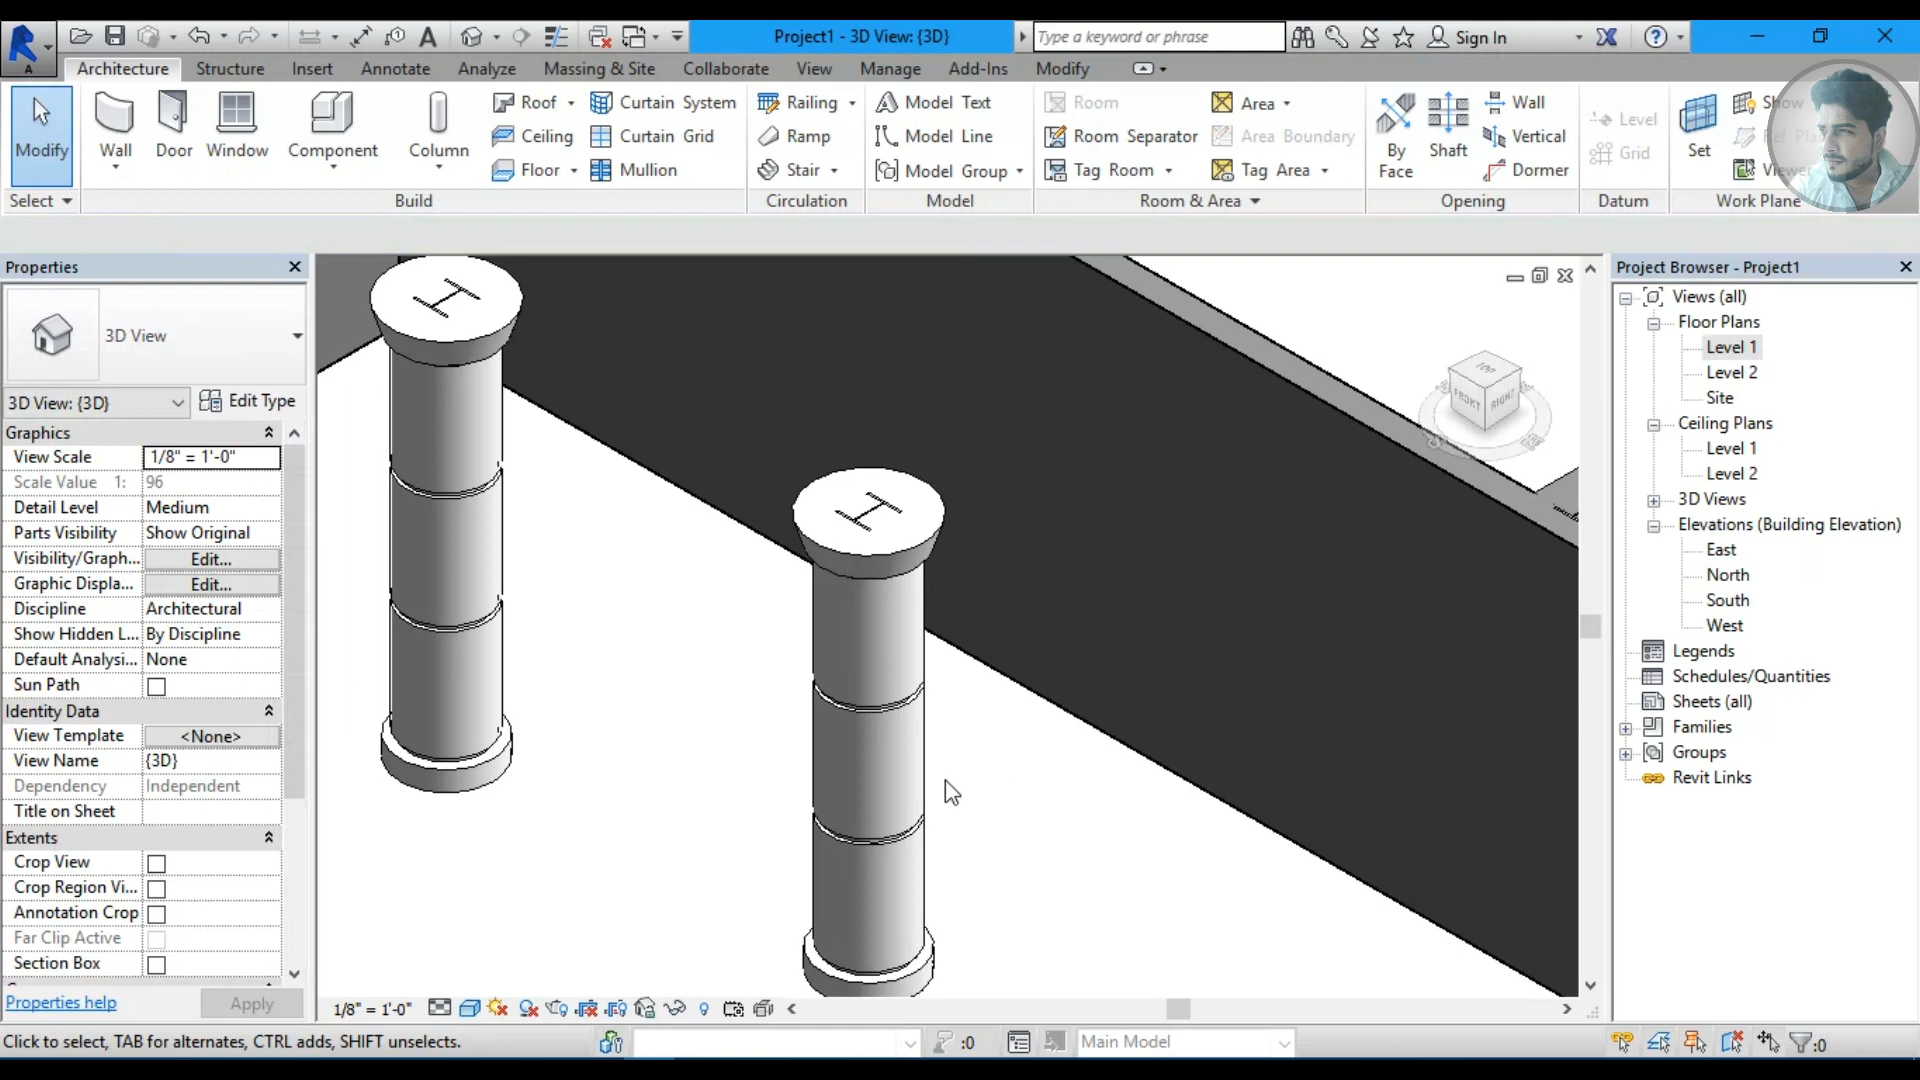 Project1 - 3D View: {3D}
Type a keyword or phrase
Sign In
A
Architecture Structure Insert Annotate Analyze Massing & Site Collaborate View Manage Add-Ins Modify
Modify Wall Door Window Component Column
Roof Curtain System
Ceiling Curtain Grid
Floor Mullion
Railing
Ramp
Stair
Model Text
Model Line
Model Group
Room Area
Room Separator Area Boundary
Tag Room Tag Area
By Face Shaft
Wall
Vertical
Dormer
Level
Grid
Set
Show
Ref Pla
Viewer
Select Build Circulation Model Room & Area Opening Datum Work Plane
Properties
3D View
3D View: {3D} Edit Type
Graphics
View Scale 1/8" = 1'-0"
Scale Value 1: 96
Detail Level Medium
Parts Visibility Show Original
Visibility/Graph... Edit...
Graphic Displa... Edit...
Discipline Architectural
Show Hidden L... By Discipline
Default Analysi... None
Sun Path
Identity Data
View Template <None>
View Name {3D}
Dependency Independent
Title on Sheet
Extents
Crop View
Crop Region Vi...
Annotation Crop
Far Clip Active
Section Box
Properties help Apply
TOP
FRONT RIGHT
1/8" = 1'-0"
Project Browser - Project1
Views (all)
Floor Plans
Level 1
Level 2
Site
Ceiling Plans
Level 1
Level 2
3D Views
Elevations (Building Elevation)
East
North
South
West
Legends
Schedules/Quantities
Sheets (all)
Families
Groups
Revit Links
Click to select, TAB for alternates, CTRL adds, SHIFT unselects.
:0
Main Model
:0